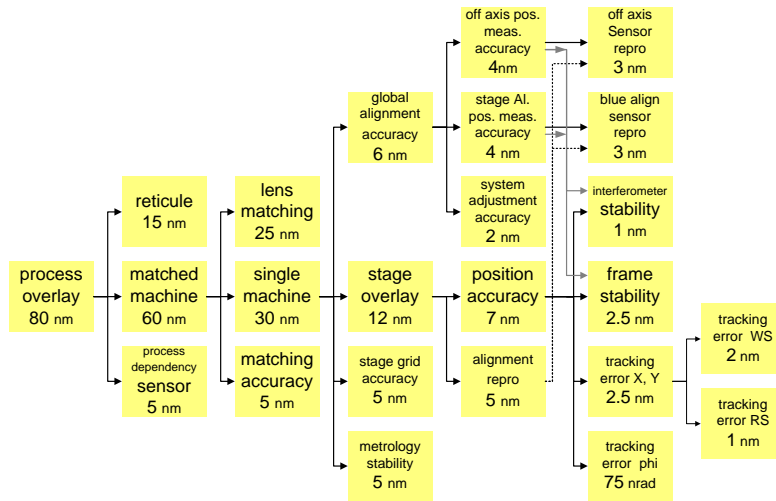 process
overlay
80 nm
reticule
15 nm
matched
machine
60 nm
process
dependency
sensor
5 nm
lens
matching
25 nm
single
machine
30 nm
matching
accuracy
5 nm
global
alignment
accuracy
6 nm
stage
overlay
12 nm
stage grid
accuracy
5 nm
metrology
stability
5 nm
off axis pos.
meas.
accuracy
4nm
stage Al.
pos. meas.
accuracy
4 nm
system
adjustment
accuracy
2 nm
position
accuracy
7 nm
alignment
repro
5 nm
off axis
Sensor
repro
3 nm
blue align
sensor
repro
3 nm
interferometer
stability
1 nm
frame
stability
2.5 nm
tracking
error X, Y
2.5 nm
tracking
error phi
75 nrad
tracking
error WS
2 nm
tracking
error RS
1 nm